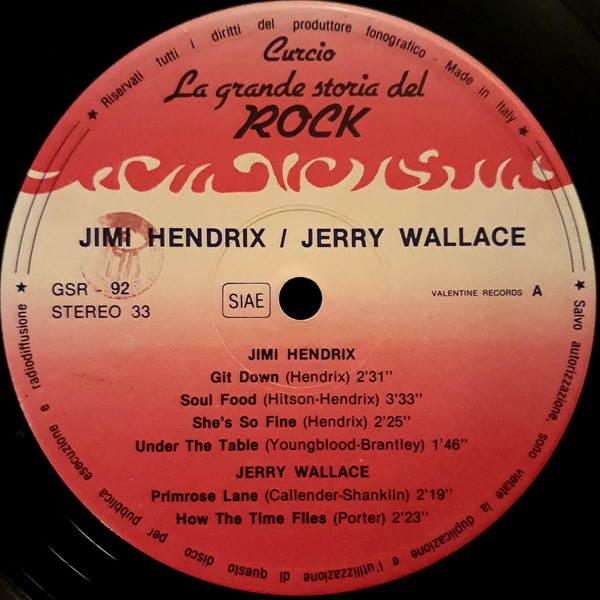 ★ Riservati tutti i diritti del produttore fonografico - Made in Italy ★
Curcio
La grande storia del
ROCK
JIMI HENDRIX / JERRY WALLACE
GSR - 92
STEREO 33
SIAE
VALENTINE RECORDS A
JIMI HENDRIX
Git Down (Hendrix) 2'31''
Soul Food (Hitson-Hendrix) 3'33''
She's So Fine (Hendrix) 2'25''
Under The Table (Youngblood-Brantley) 1'46''
JERRY WALLACE
Primrose Lane (Callender-Shanklin) 2'19''
How The Time Flies (Porter) 2'23''
★ Salvo autorizzazione, sono vietate la duplicazione e l'utilizzazione di questo disco per pubblica esecuzione e radiodiffusione ★